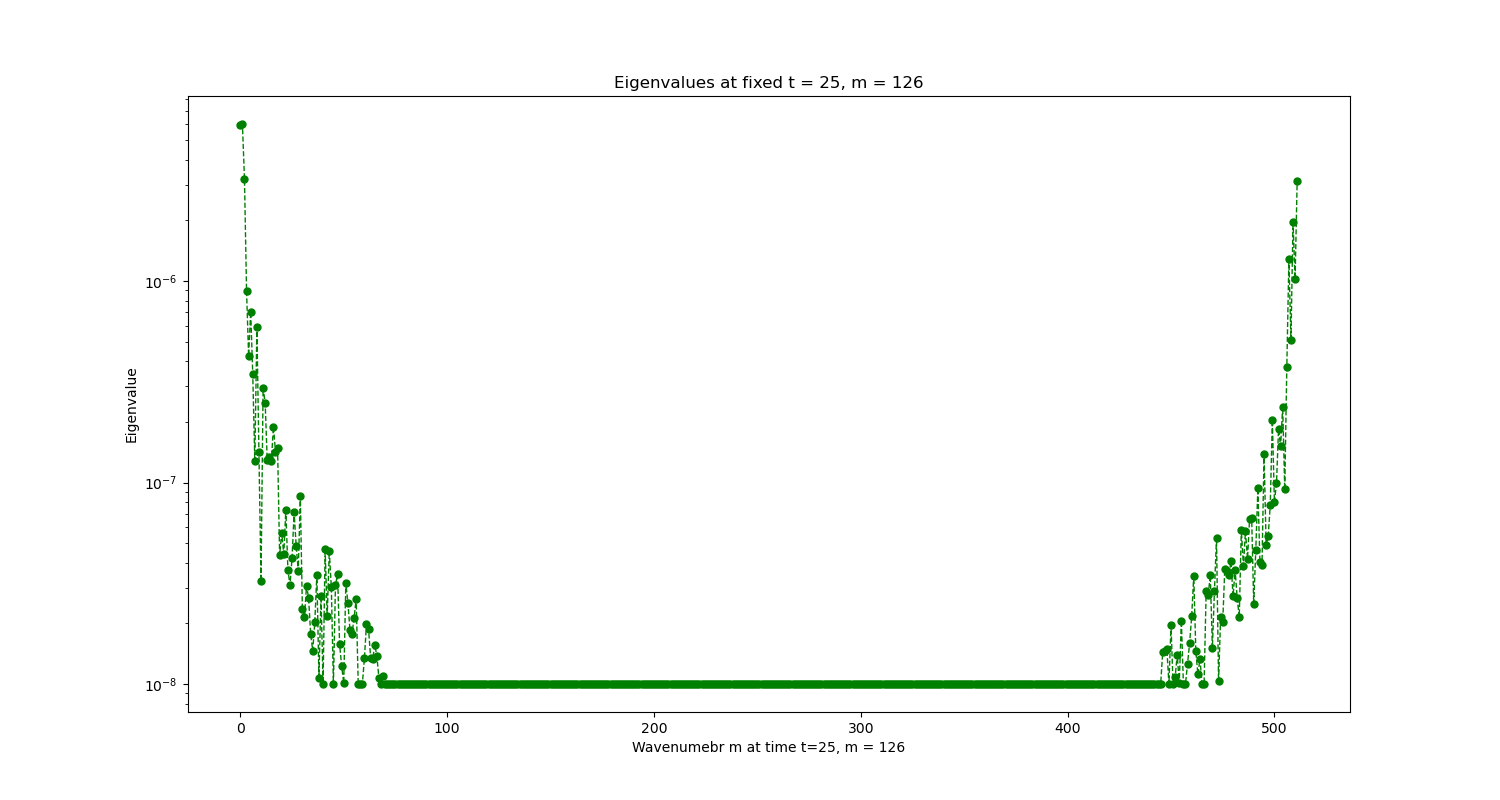 Eigenvalues at fixed t = 25, m = 126
Eigenvalue
10⁻⁶
10⁻⁷
10⁻⁸
0 100 200 300 400 500
Wavenumebr m at time t=25, m = 126